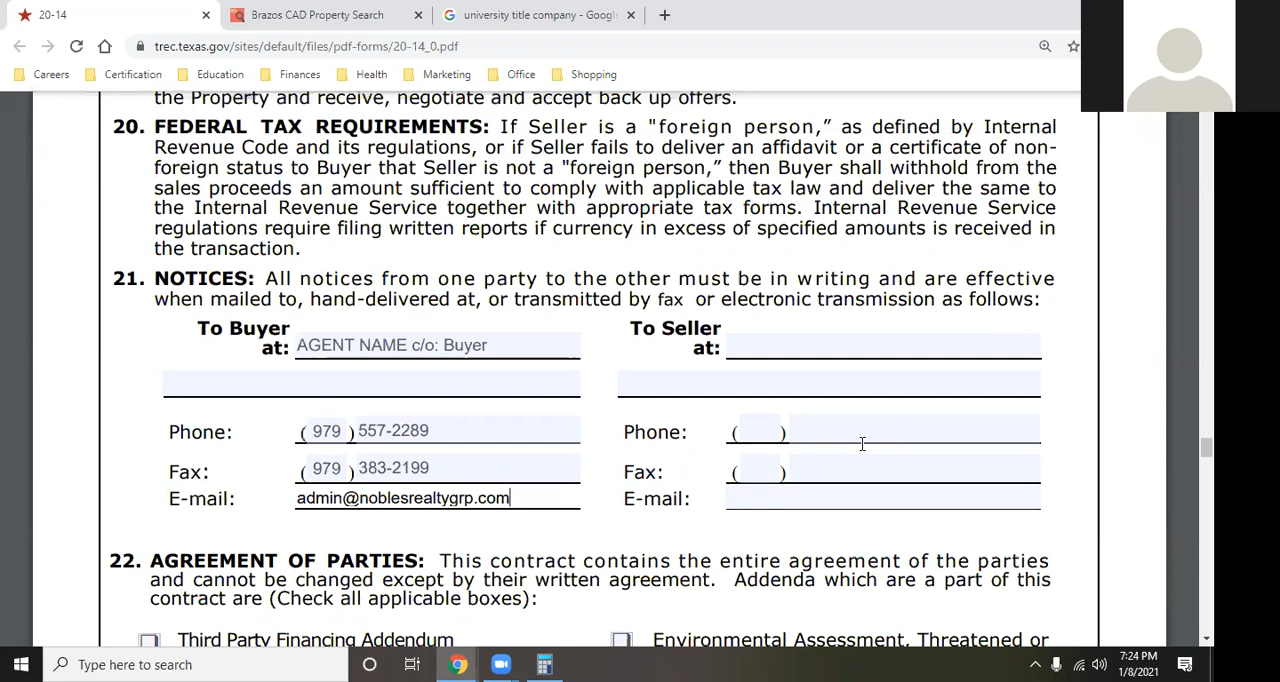 20-14
Brazos CAD Property Search
university title company - Goog
trec.texas.gov/sites/default/files/pdf-forms/20-14_0.pdf
Careers
Certification
Education
Finances
Health
Marketing
Office
Shopping
the Property and receive, negotiate and accept back up offers.
20. FEDERAL TAX REQUIREMENTS: If Seller is a "foreign person,” as defined by Internal
Revenue Code and its regulations, or if Seller fails to deliver an affidavit or a certificate of non-
foreign status to Buyer that Seller is not a "foreign person,” then Buyer shall withhold from the
sales proceeds an amount sufficient to comply with applicable tax law and deliver the same to
the Internal Revenue Service together with appropriate tax forms. Internal Revenue Service
regulations require filing written reports if currency in excess of specified amounts is received in
the transaction.
21. NOTICES: All notices from one party to the other must be in writing and are effective
when mailed to, hand-delivered at, or transmitted by fax or electronic transmission as follows:
To Buyer
at: AGENT NAME c/o: Buyer
To Seller
at:
Phone: ( 979 ) 557-2289
Phone: ( )
Fax: ( 979 ) 383-2199
Fax: ( )
E-mail: admin@noblesrealtygrp.com
E-mail:
22. AGREEMENT OF PARTIES: This contract contains the entire agreement of the parties
and cannot be changed except by their written agreement. Addenda which are a part of this
contract are (Check all applicable boxes):
Third Party Financing Addendum
Environmental Assessment, Threatened or
Type here to search
7:24 PM
1/8/2021